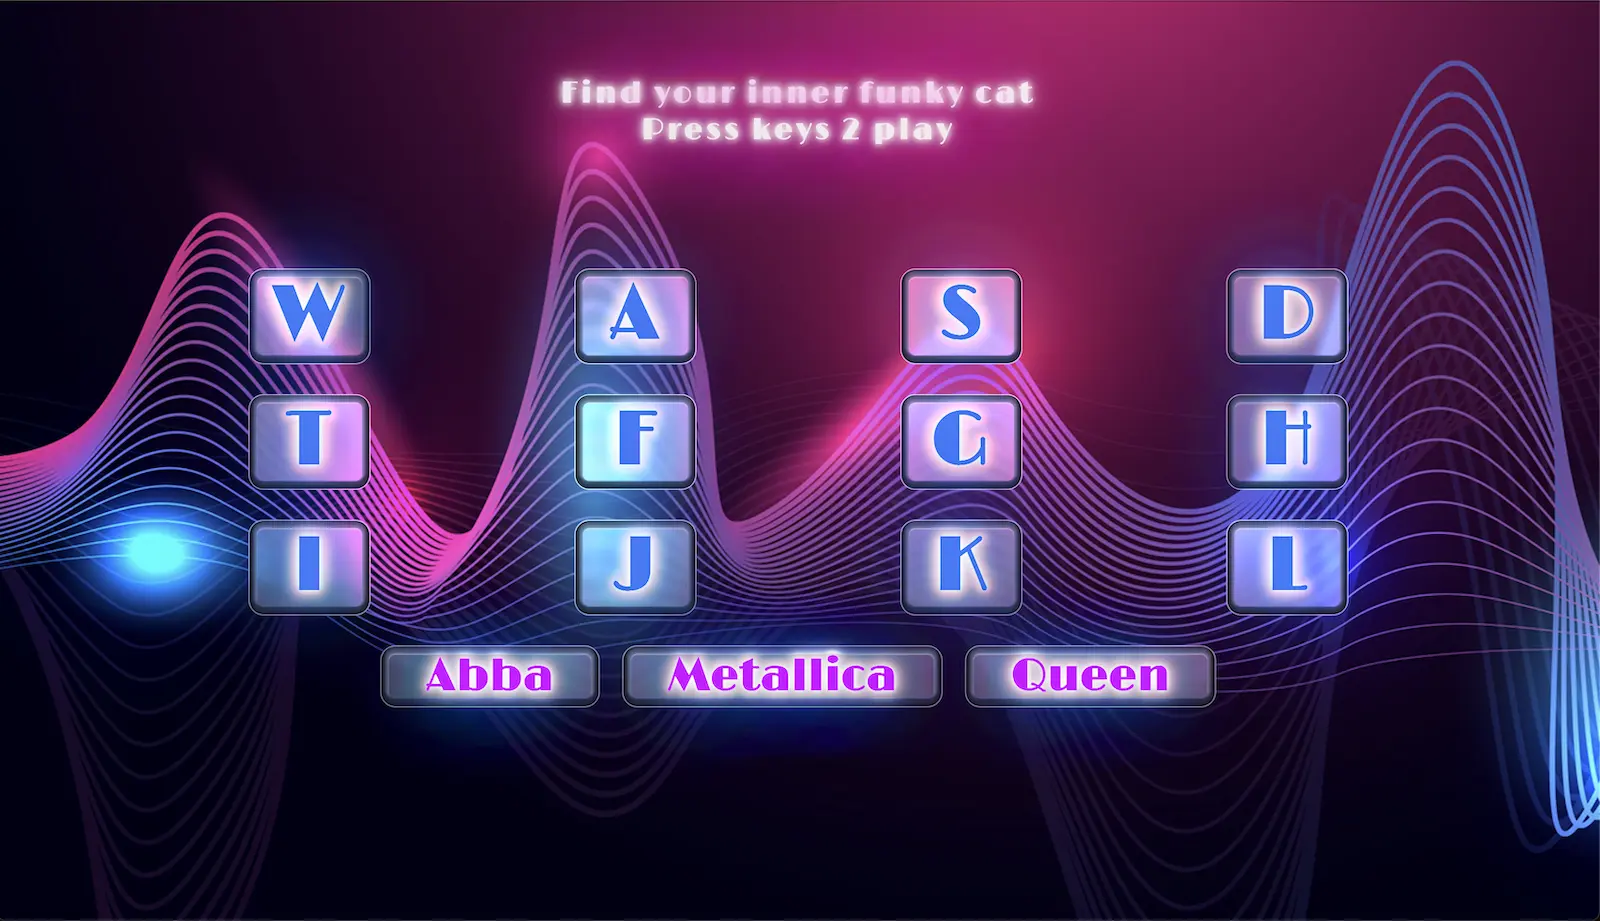 Find your inner funky cat
Press keys 2 play
W A S D
T F G H
I J K L
Abba Metallica Queen